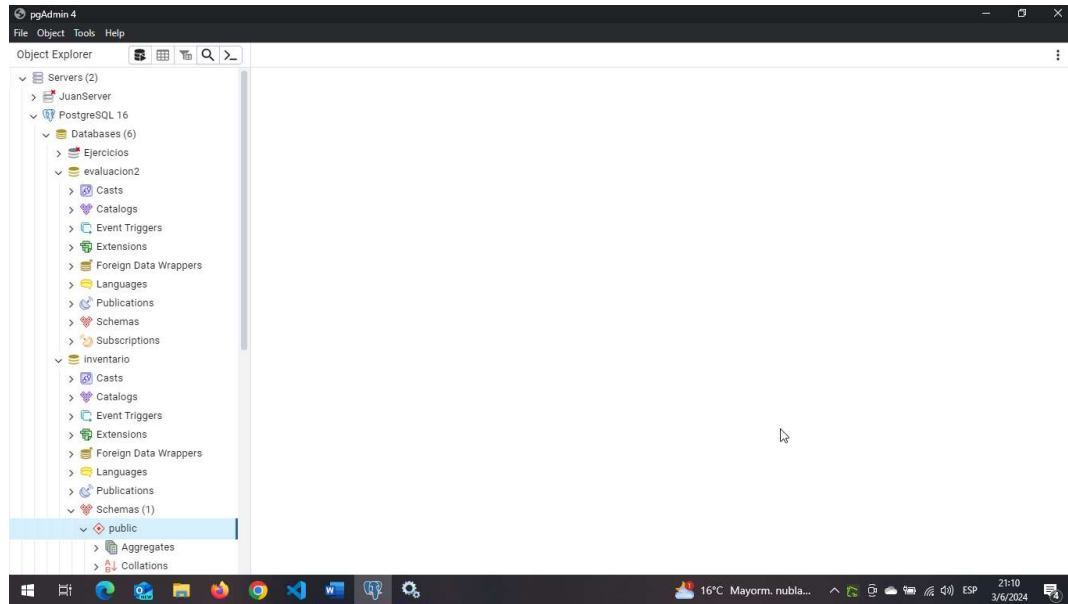 pgAdmin 4
File Object Tools Help
Object Explorer
Servers (2)
JuanServer
PostgreSQL 16
Databases (6)
Ejercicios
evaluacion2
Casts
Catalogs
Event Triggers
Extensions
Foreign Data Wrappers
Languages
Publications
Schemas
Subscriptions
inventario
Casts
Catalogs
Event Triggers
Extensions
Foreign Data Wrappers
Languages
Publications
Schemas (1)
public
Aggregates
Collations
16°C Mayorm. nubla... ESP
21:10
3/6/2024